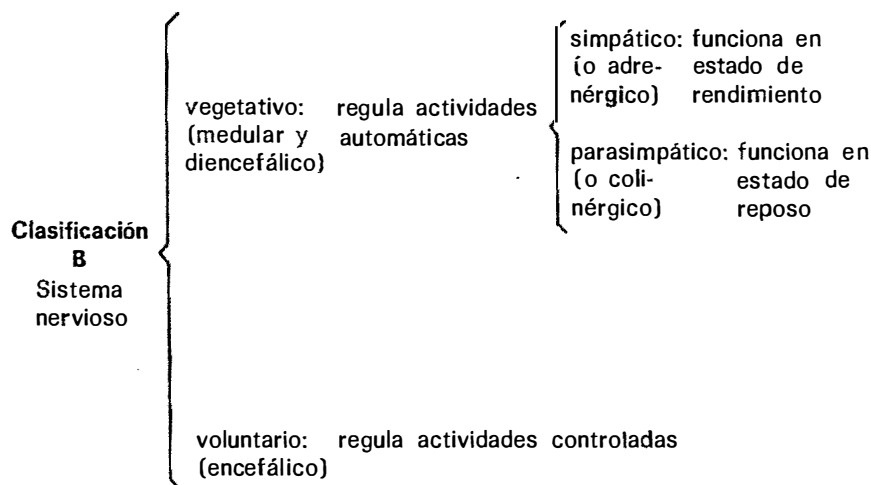 Clasificación
B
Sistema
nervioso
vegetativo: regula actividades
(medular y automáticas
diencefálico)
simpático: funciona en
(o adre- estado de
nérgico) rendimiento
parasimpático: funciona en
(o coli- estado de
nérgico) reposo
voluntario: regula actividades controladas
(encefálico)